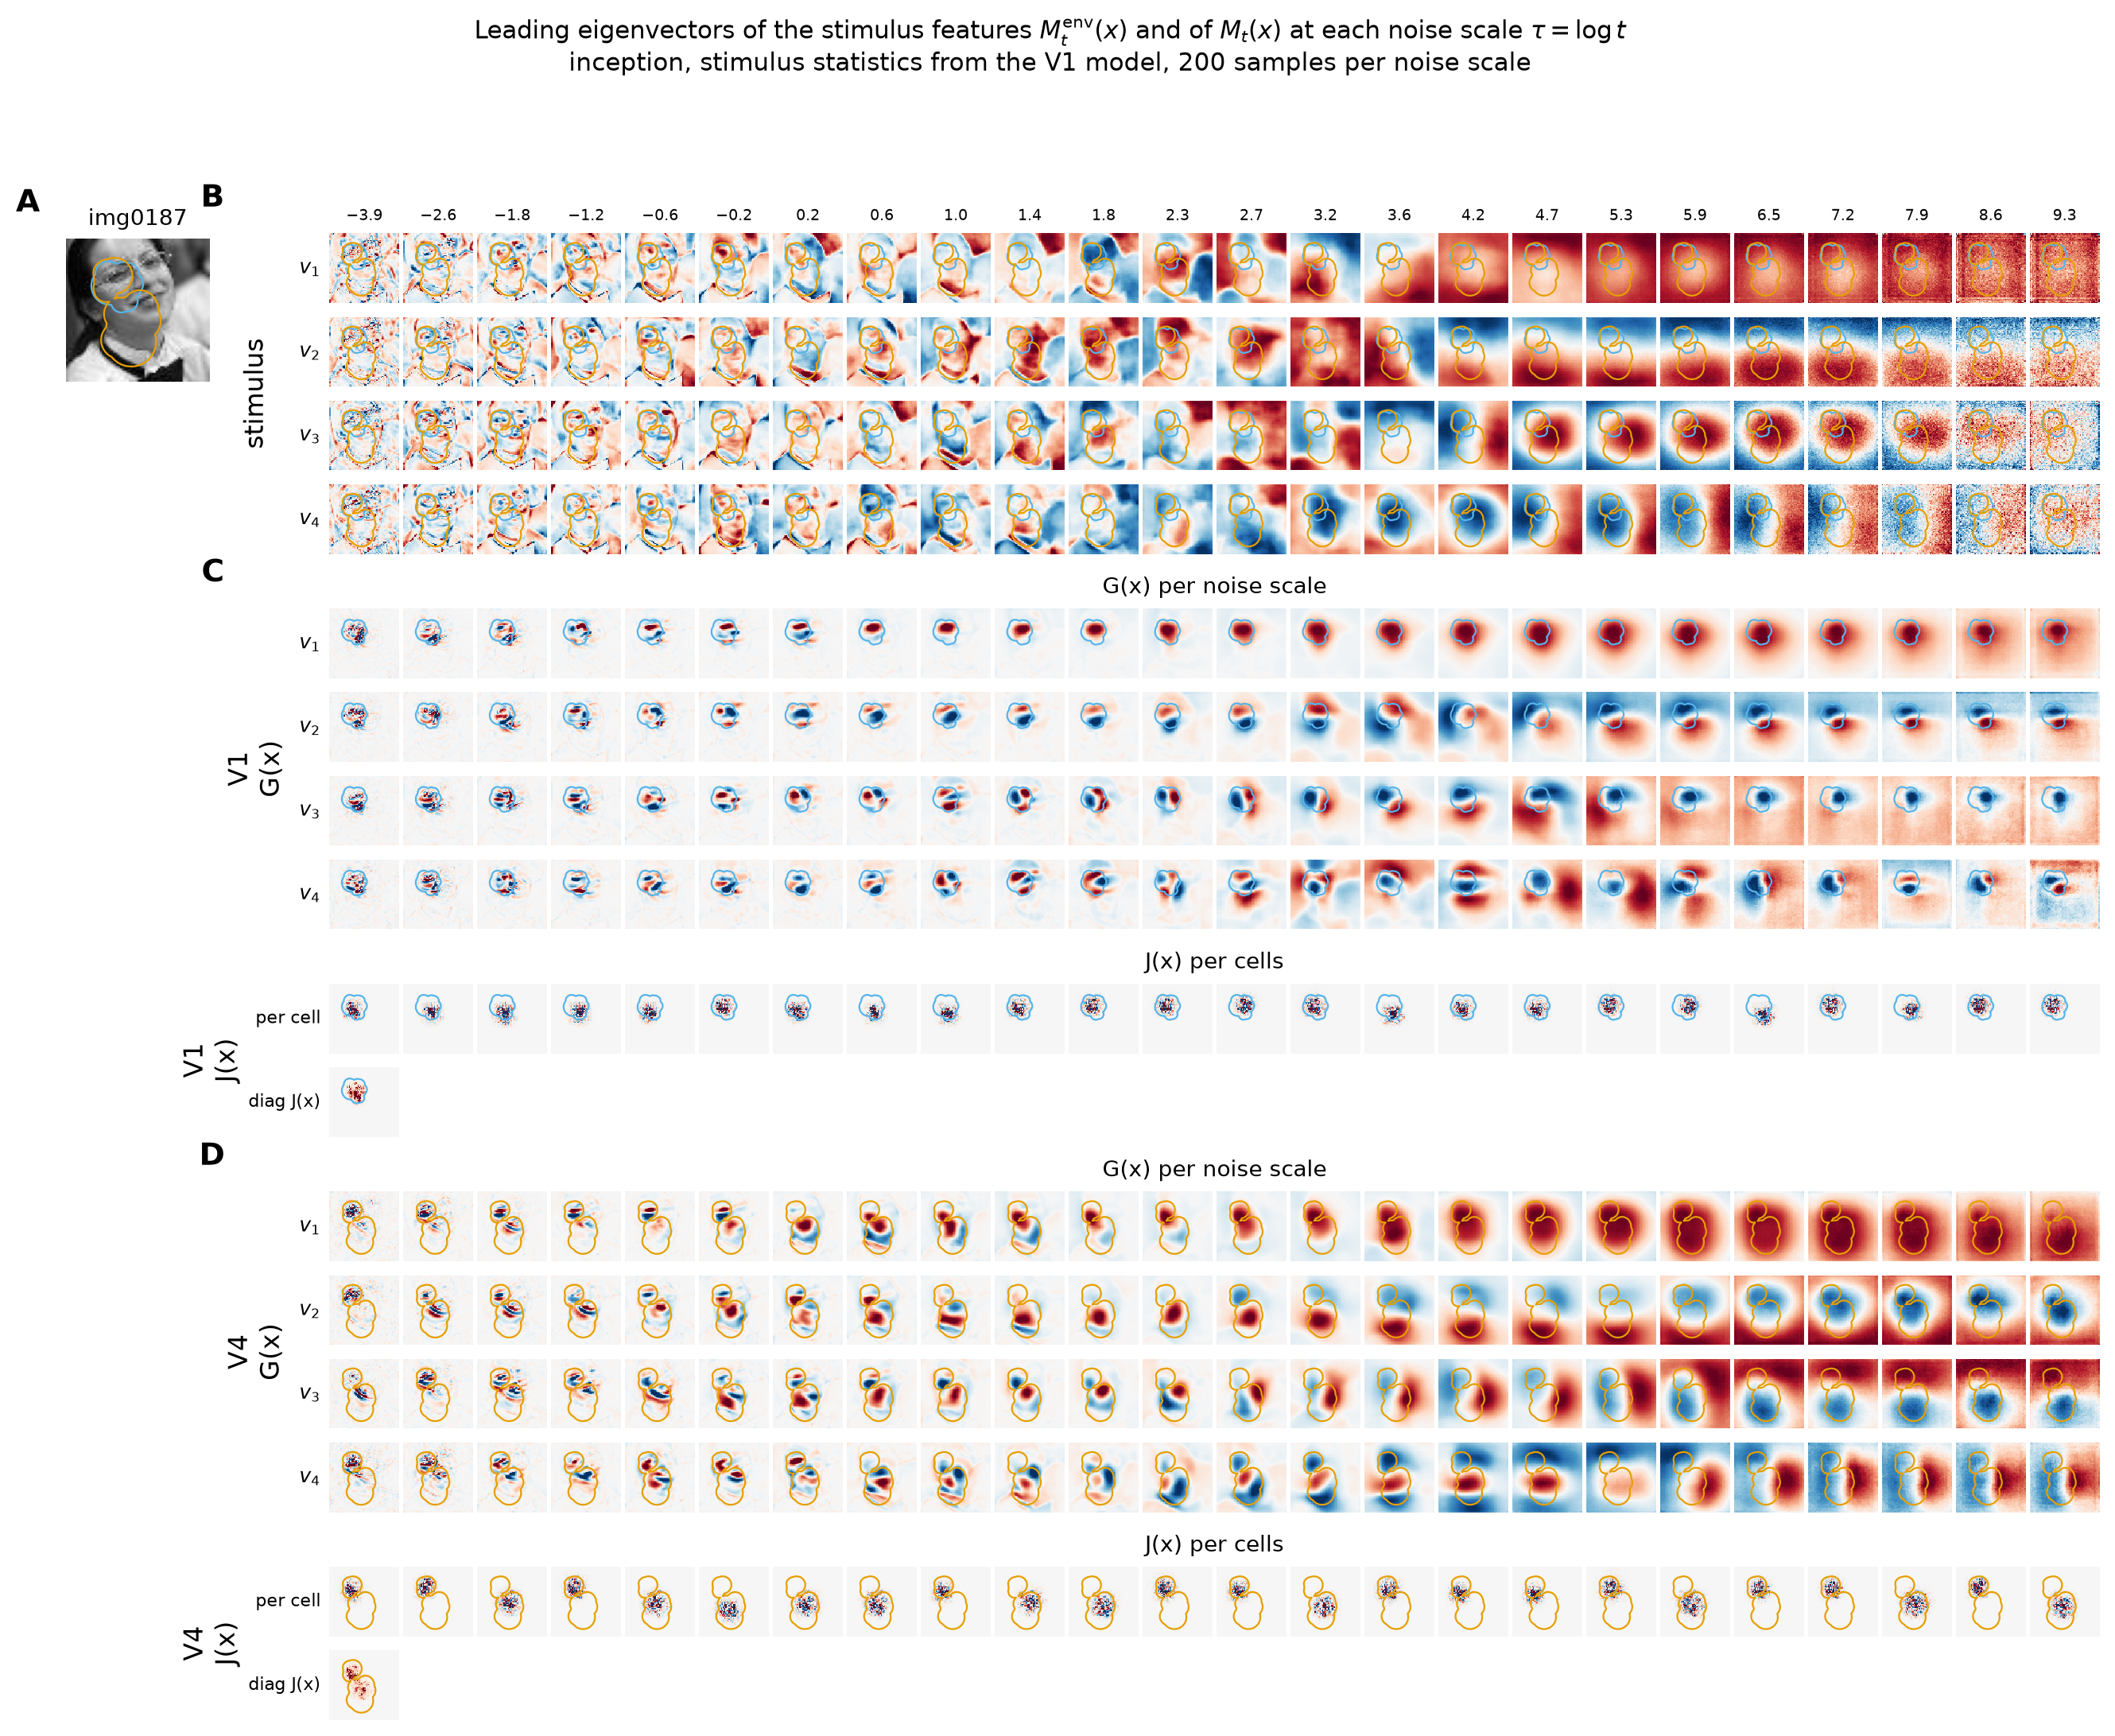 Leading eigenvectors of the stimulus features $M_t^{\mathrm{env}}(x)$ and of $M_t(x)$ at each noise scale $\tau = \log t$
inception, stimulus statistics from the V1 model, 200 samples per noise scale
A
img0187
B
−3.9 −2.6 −1.8 −1.2 −0.6 −0.2 0.2 0.6 1.0 1.4 1.8 2.3 2.7 3.2 3.6 4.2 4.7 5.3 5.9 6.5 7.2 7.9 8.6 9.3
stimulus
v₁
v₂
v₃
v₄
C
G(x) per noise scale
V1
G(x)
v₁
v₂
v₃
v₄
J(x) per cells
V1
J(x)
per cell
diag J(x)
D
G(x) per noise scale
V4
G(x)
v₁
v₂
v₃
v₄
J(x) per cells
V4
J(x)
per cell
diag J(x)